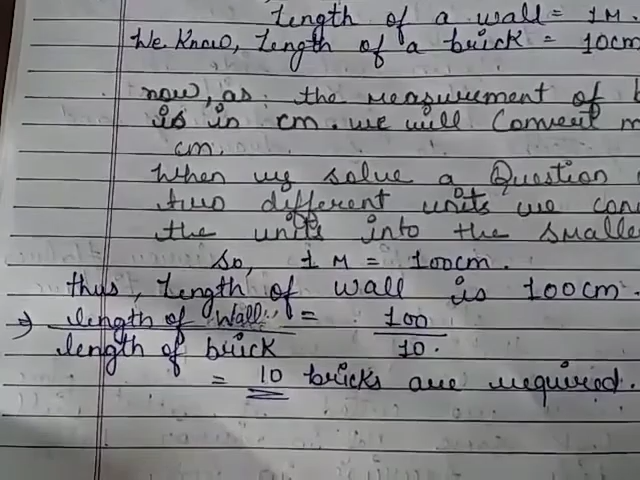 Length of a wall = 1M.
We Know, Length of a brick = 10cm
now, as the measurement of b
is in cm. we will convert m
cm.
When we solve a Question
two different units we con
the units into the smalle
So, 1 M = 100cm.
thus, Length of wall is 100cm.
⇒ length of wall / length of brick = 100 / 10.
= 10 bricks are required.